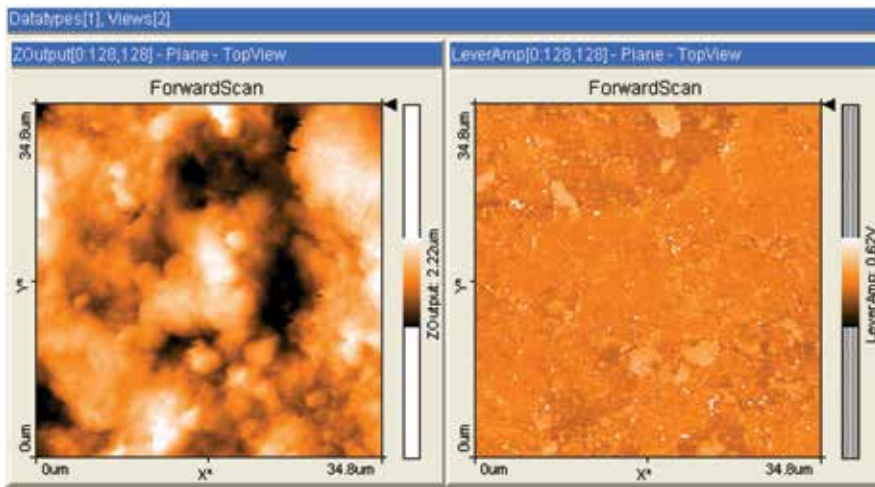 Datatypes[1], Views[2]
ZOutput[0:128,128] - Plane - TopView
ForwardScan
34.8um
Y*
0um
0um
X*
34.8um
ZOutput: 2.22um
LeverAmp[0:128,128] - Plane - TopView
ForwardScan
34.8um
Y*
0um
0um
X*
34.8um
LeverAmp: 0.62V